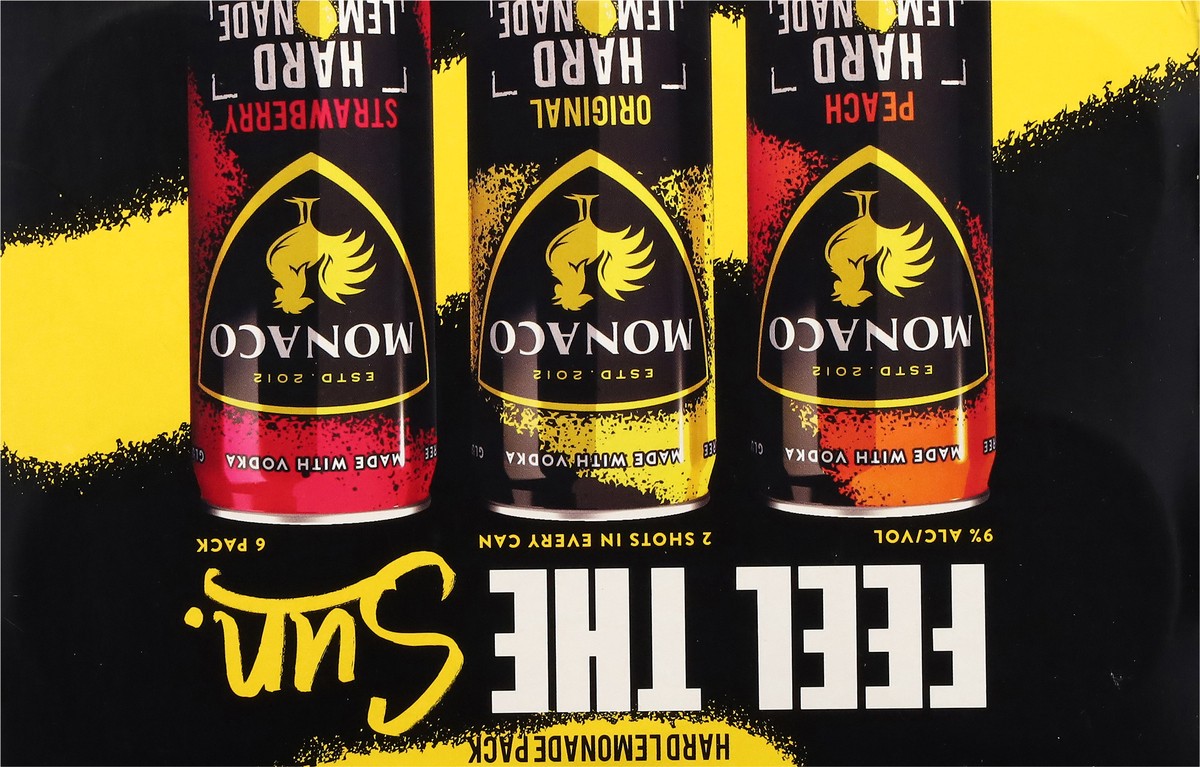 HARD LEMONADE PACK
FEEL THE Sun.
9% ALC/VOL
2 SHOTS IN EVERY CAN
6 PACK
MADE WITH VODKA
ESTD. 2012
MONACO
PEACH
HARD
LEMONADE
MADE WITH VODKA
ESTD. 2012
MONACO
ORIGINAL
HARD
LEMONADE
MADE WITH VODKA
ESTD. 2012
MONACO
STRAWBERRY
HARD
LEMONADE